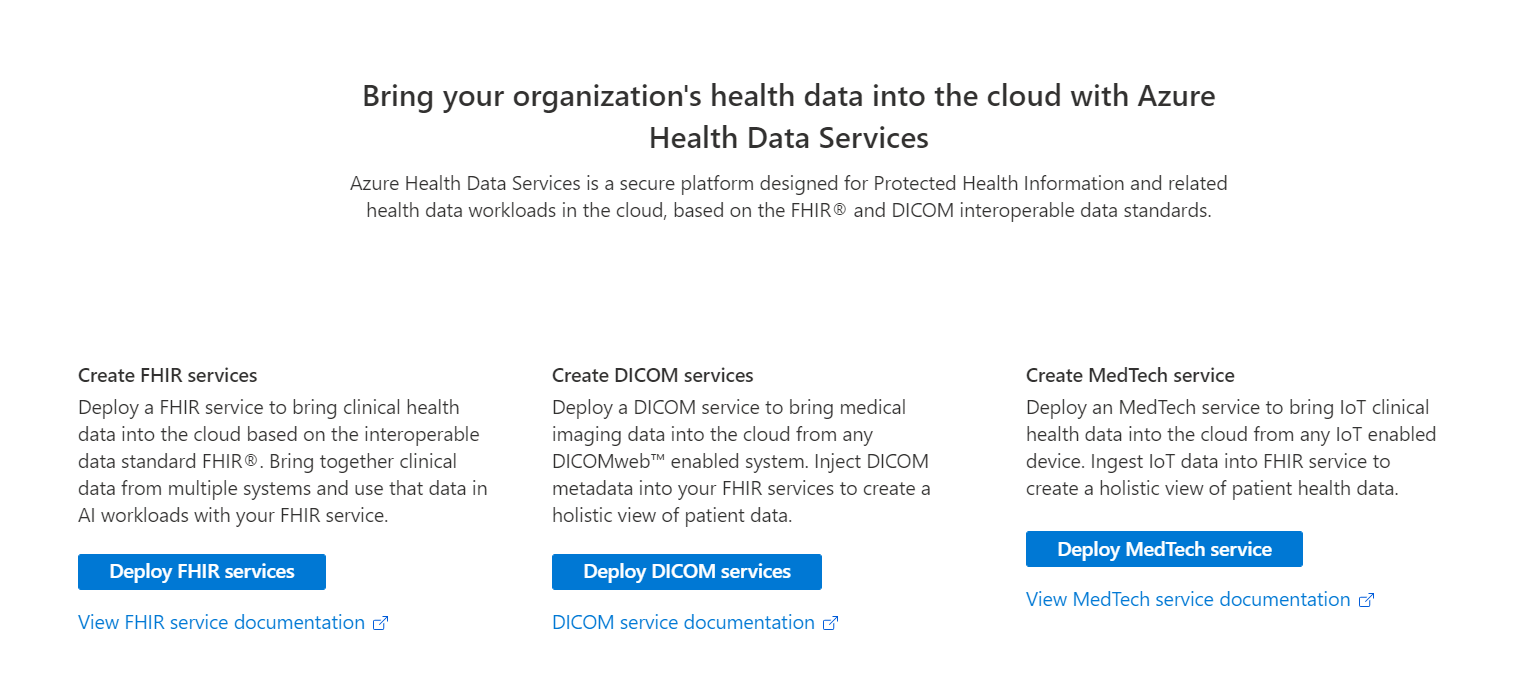 Bring your organization's health data into the cloud with Azure
Health Data Services
Azure Health Data Services is a secure platform designed for Protected Health Information and related
health data workloads in the cloud, based on the FHIR® and DICOM interoperable data standards.
Create FHIR services
Deploy a FHIR service to bring clinical health
data into the cloud based on the interoperable
data standard FHIR®. Bring together clinical
data from multiple systems and use that data in
AI workloads with your FHIR service.
Deploy FHIR services
View FHIR service documentation
Create DICOM services
Deploy a DICOM service to bring medical
imaging data into the cloud from any
DICOMweb™ enabled system. Inject DICOM
metadata into your FHIR services to create a
holistic view of patient data.
Deploy DICOM services
DICOM service documentation
Create MedTech service
Deploy an MedTech service to bring IoT clinical
health data into the cloud from any IoT enabled
device. Ingest IoT data into FHIR service to
create a holistic view of patient health data.
Deploy MedTech service
View MedTech service documentation